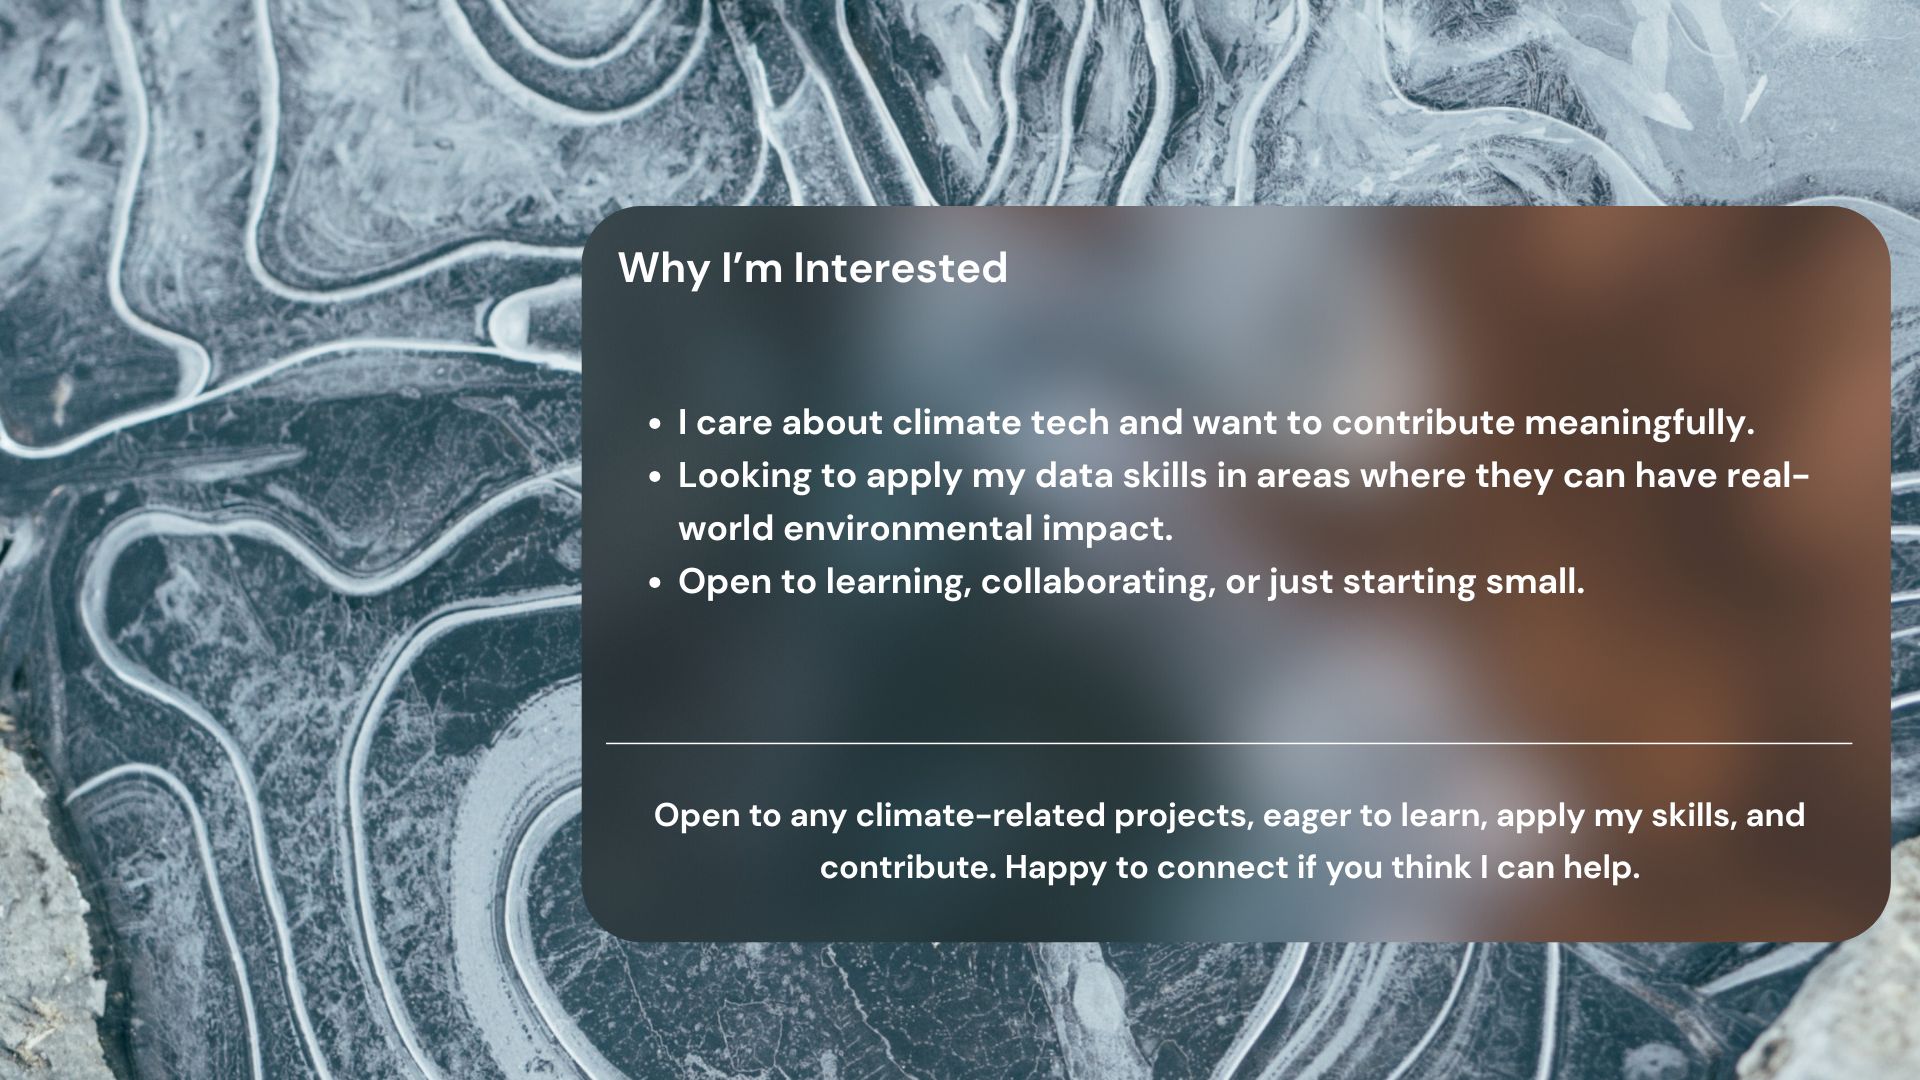 Why I’m Interested
• I care about climate tech and want to contribute meaningfully.
• Looking to apply my data skills in areas where they can have real-
world environmental impact.
• Open to learning, collaborating, or just starting small.
Open to any climate-related projects, eager to learn, apply my skills, and
contribute. Happy to connect if you think I can help.